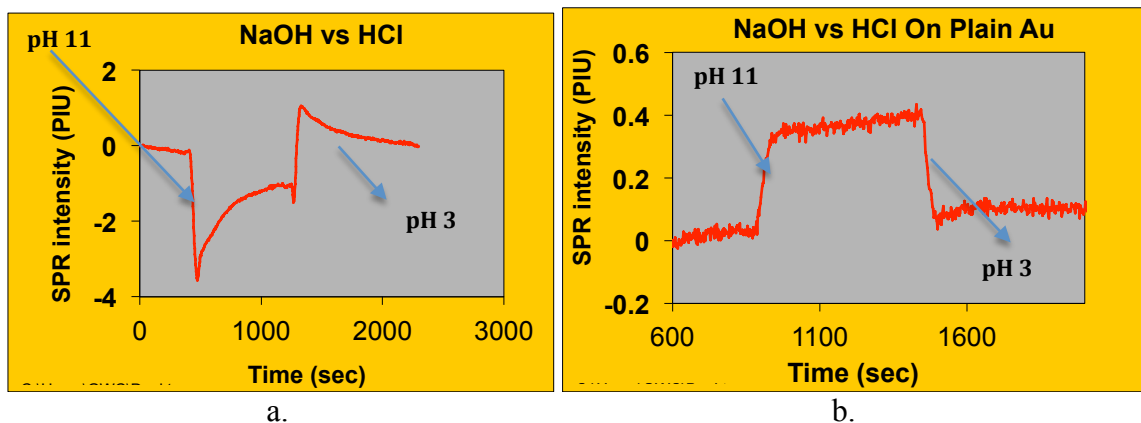 NaOH vs HCl
pH 11
SPR intensity (PIU)
2
0
-2
-4
0
1000
2000
3000
pH 3
Time (sec)
a.
NaOH vs HCl On Plain Au
pH 11
SPR intensity (PIU)
0.6
0.4
0.2
0
-0.2
600
1100
1600
pH 3
Time (sec)
b.